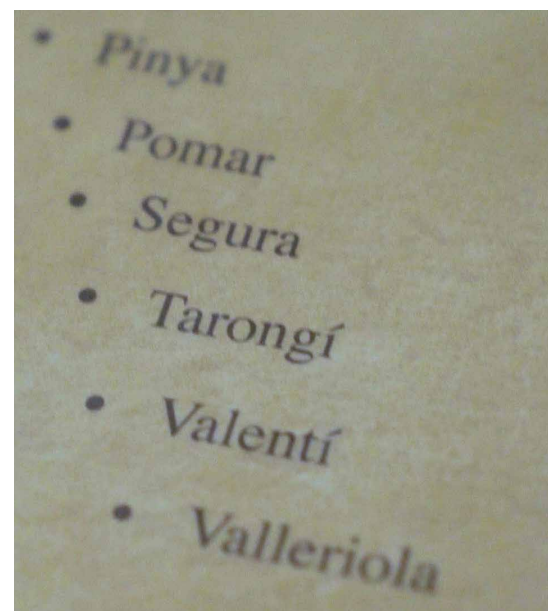 • Pinya
• Pomar
• Segura
• Tarongí
• Valentí
• Valleriola